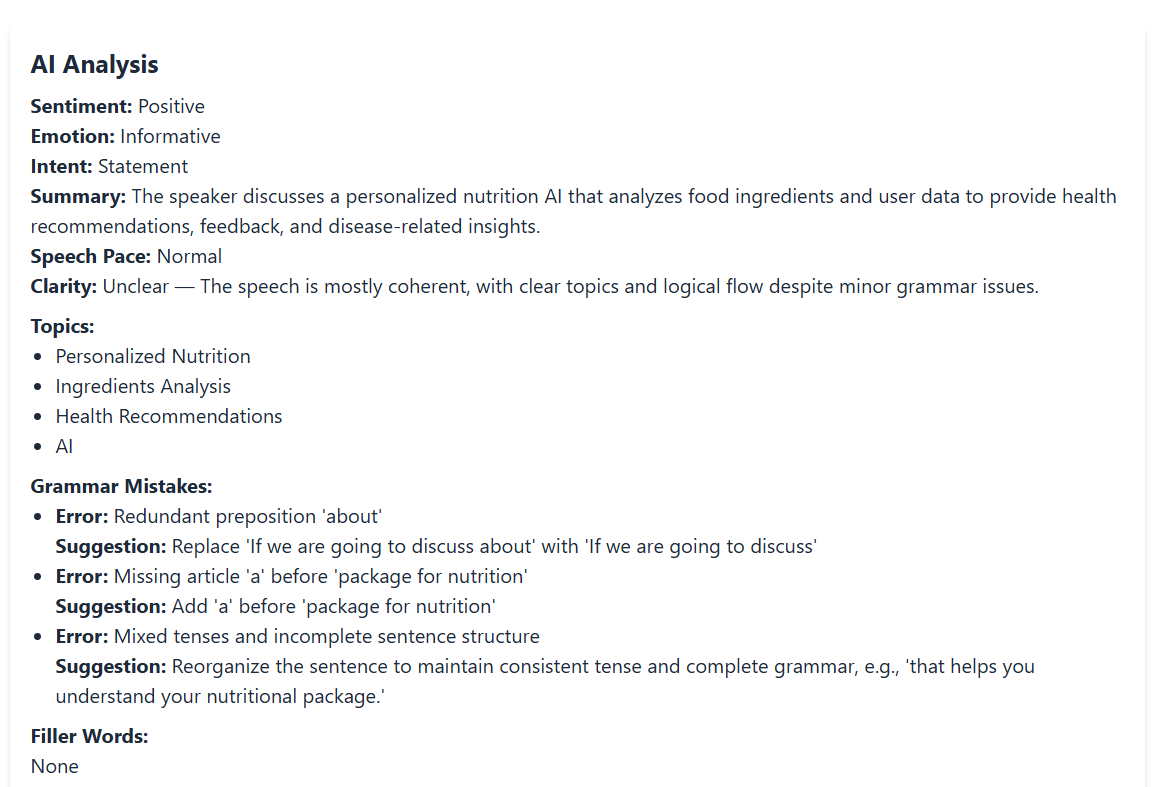 AI Analysis
Sentiment: Positive
Emotion: Informative
Intent: Statement
Summary: The speaker discusses a personalized nutrition AI that analyzes food ingredients and user data to provide health
recommendations, feedback, and disease-related insights.
Speech Pace: Normal
Clarity: Unclear — The speech is mostly coherent, with clear topics and logical flow despite minor grammar issues.
Topics:
• Personalized Nutrition
• Ingredients Analysis
• Health Recommendations
• AI
Grammar Mistakes:
• Error: Redundant preposition 'about'
Suggestion: Replace 'If we are going to discuss about' with 'If we are going to discuss'
• Error: Missing article 'a' before 'package for nutrition'
Suggestion: Add 'a' before 'package for nutrition'
• Error: Mixed tenses and incomplete sentence structure
Suggestion: Reorganize the sentence to maintain consistent tense and complete grammar, e.g., 'that helps you
understand your nutritional package.'
Filler Words:
None